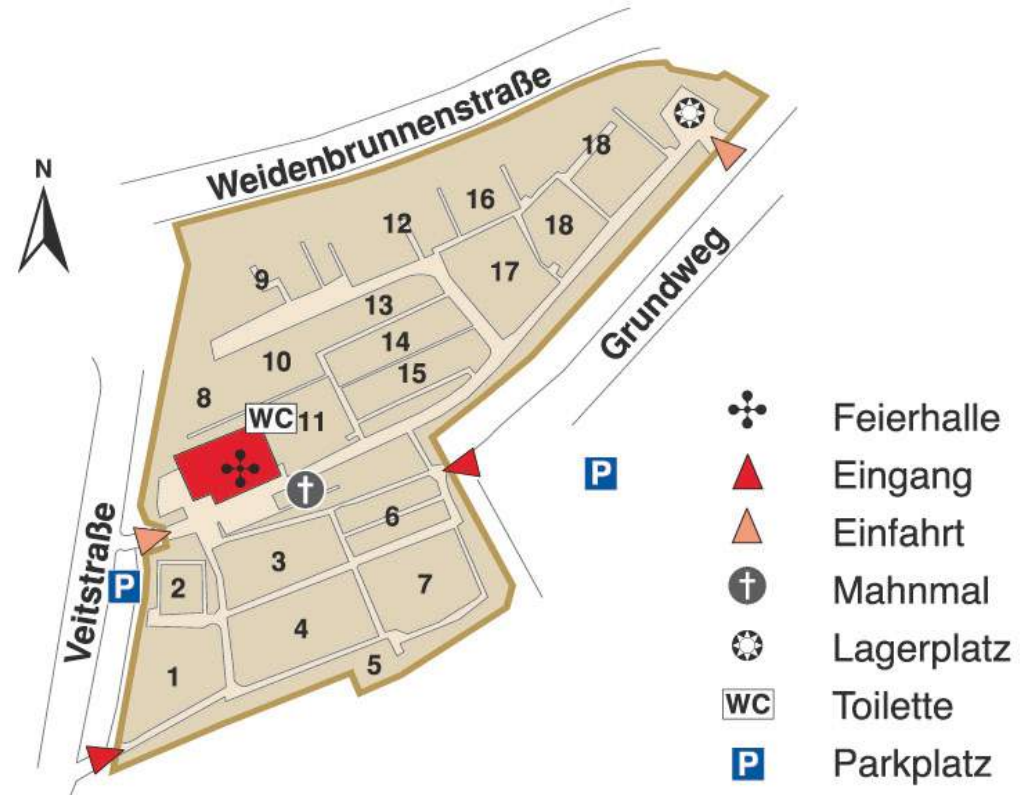 Weidenbrunnenstraße
N
18
16
12
18
9
17
13
Grundweg
14
10
15
8
WC
11
Feierhalle
P
Eingang
6
Einfahrt
3
Veitstraße
P
2
7
Mahnmal
4
Lagerplatz
5
1
WC
Toilette
P
Parkplatz